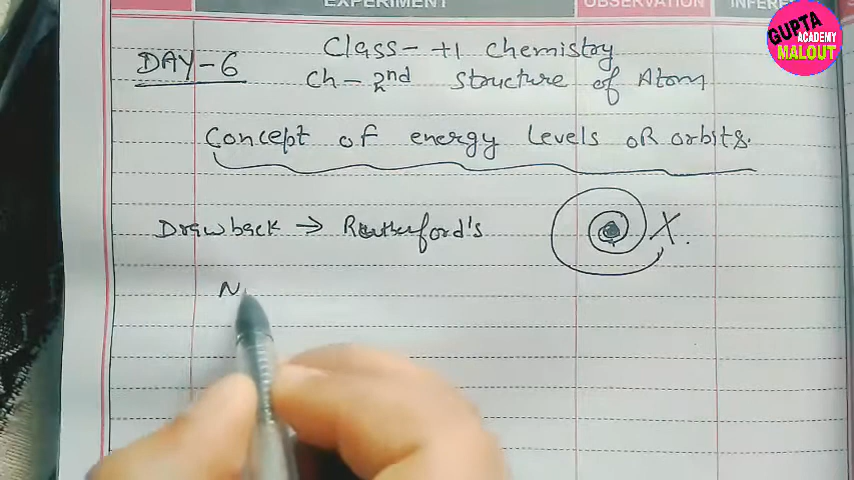 EXPERIMENT OBSERVATION
GUPTA
ACADEMY
MALOUT
DAY-6 Class- +1 Chemistry
Ch- 2nd Structure of Atom
Concept of energy levels OR orbits.
Drawback → Rutherford's X.
N